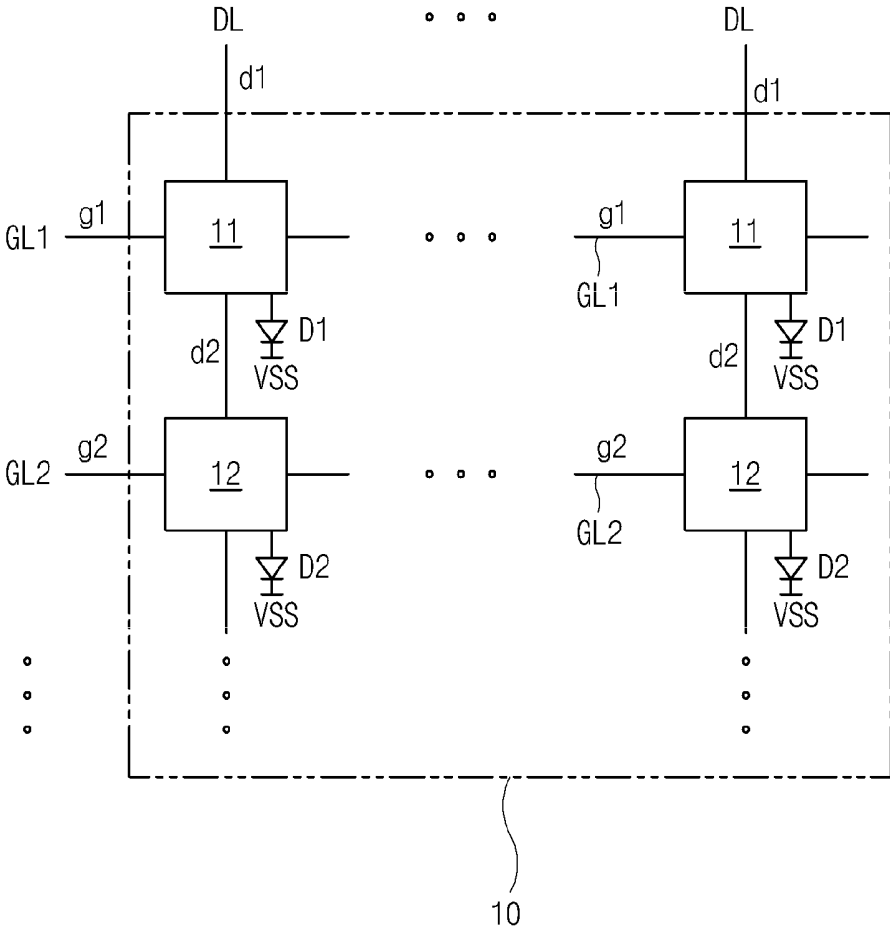 DL DL
d1 d1
g1 11 g1 11
GL1 GL1
D1 D1
d2 VSS d2 VSS
g2 12 g2 12
GL2 GL2
D2 D2
VSS VSS
10